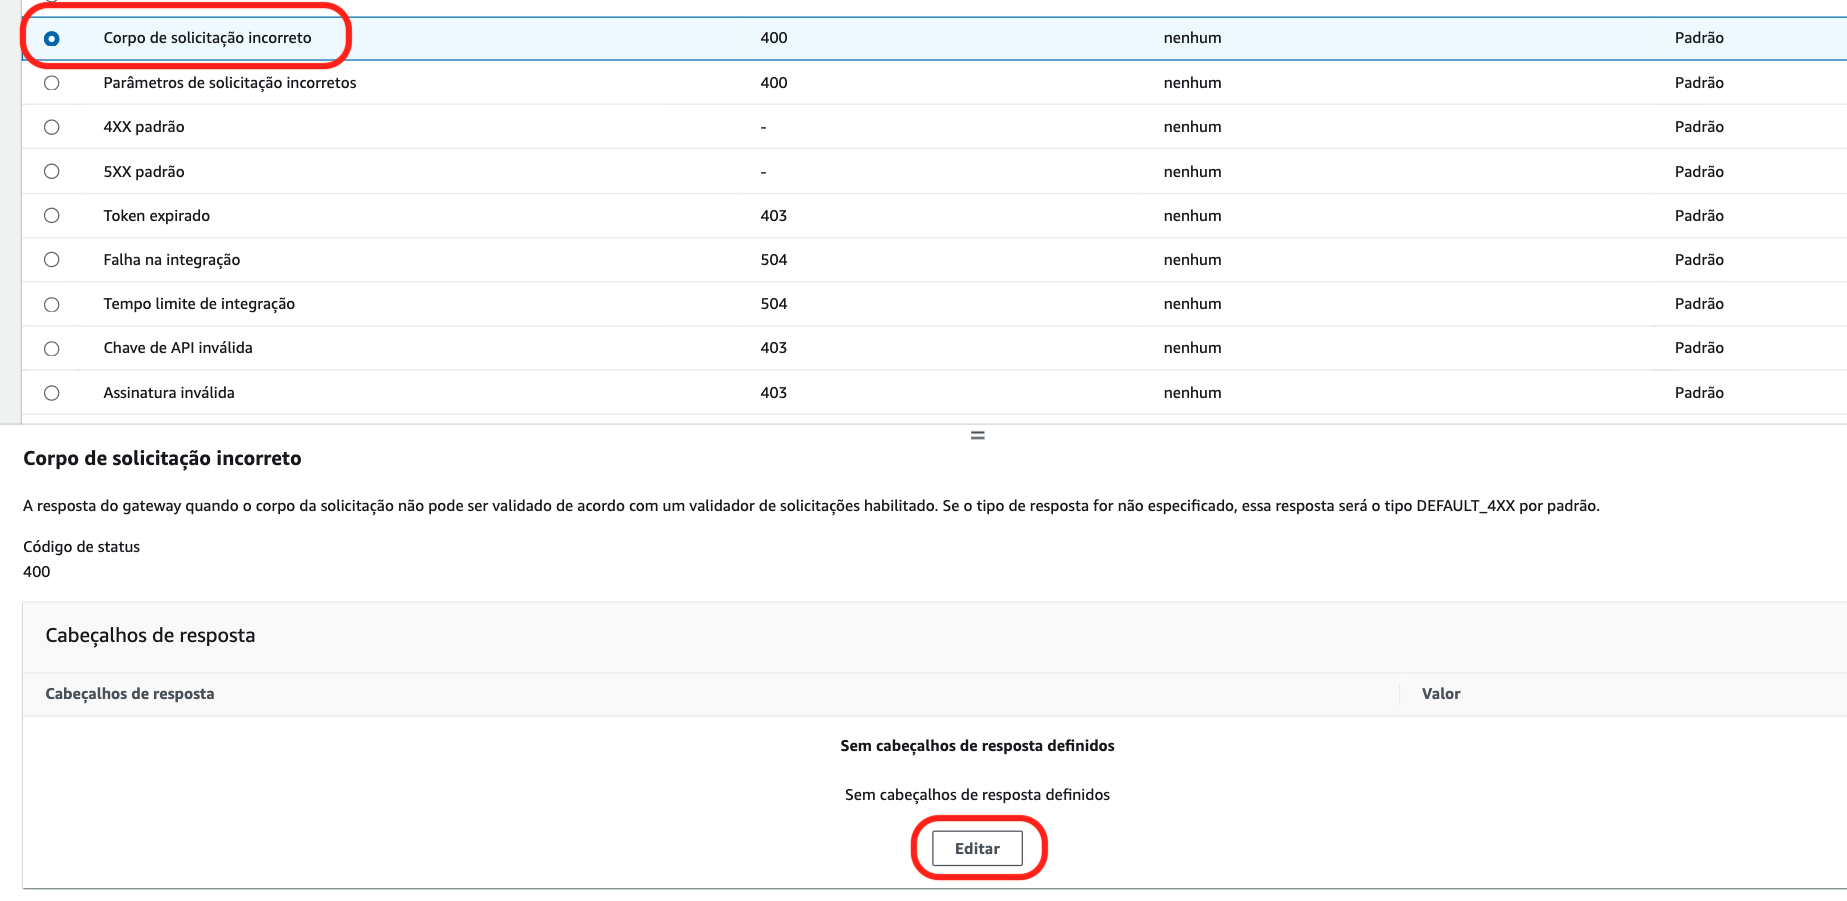 Corpo de solicitação incorreto 400 nenhum Padrão
Parâmetros de solicitação incorretos 400 nenhum Padrão
4XX padrão - nenhum Padrão
5XX padrão - nenhum Padrão
Token expirado 403 nenhum Padrão
Falha na integração 504 nenhum Padrão
Tempo limite de integração 504 nenhum Padrão
Chave de API inválida 403 nenhum Padrão
Assinatura inválida 403 nenhum Padrão
Corpo de solicitação incorreto
A resposta do gateway quando o corpo da solicitação não pode ser validado de acordo com um validador de solicitações habilitado. Se o tipo de resposta for não especificado, essa resposta será o tipo DEFAULT_4XX por padrão.
Código de status
400
Cabeçalhos de resposta
Cabeçalhos de resposta Valor
Sem cabeçalhos de resposta definidos
Sem cabeçalhos de resposta definidos
Editar